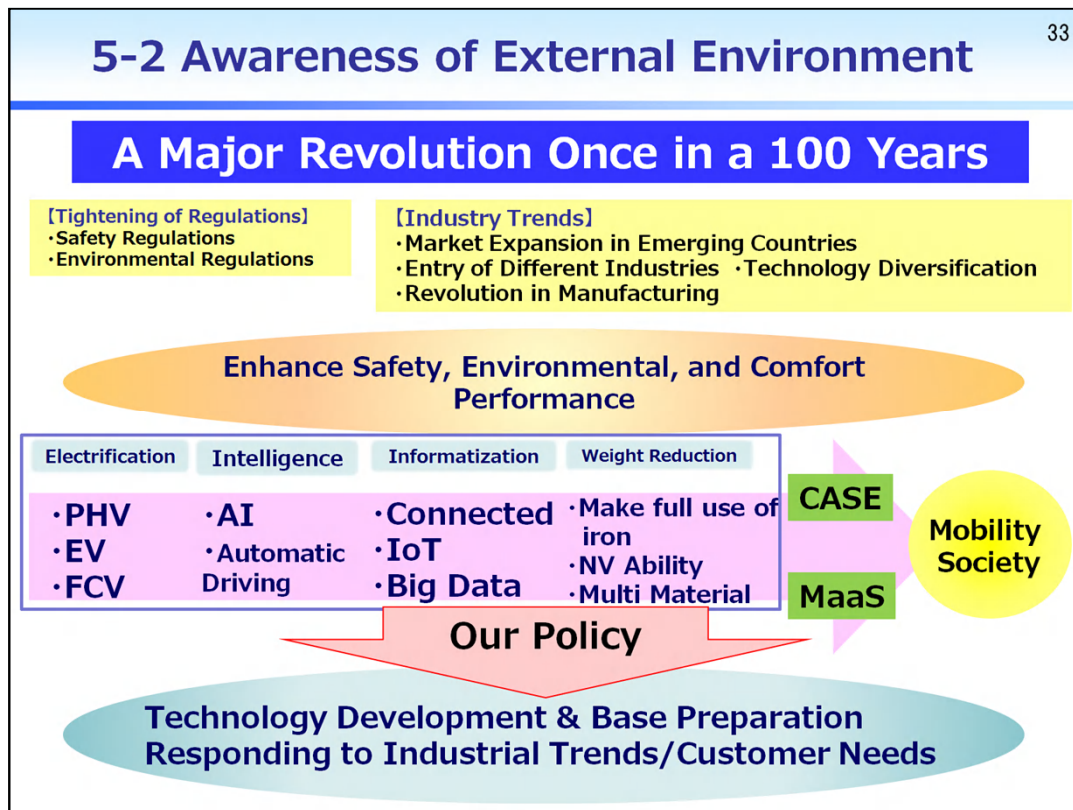 33
5-2 Awareness of External Environment
A Major Revolution Once in a 100 Years
【Tightening of Regulations】
・Safety Regulations
・Environmental Regulations
【Industry Trends】
・Market Expansion in Emerging Countries
・Entry of Different Industries ・Technology Diversification
・Revolution in Manufacturing
Enhance Safety, Environmental, and Comfort
Performance
Electrification
・PHV
・EV
・FCV
Intelligence
・AI
・Automatic
Driving
Informatization
・Connected
・IoT
・Big Data
Weight Reduction
・Make full use of
iron
・NV Ability
・Multi Material
CASE
MaaS
Mobility
Society
Our Policy
Technology Development & Base Preparation
Responding to Industrial Trends/Customer Needs